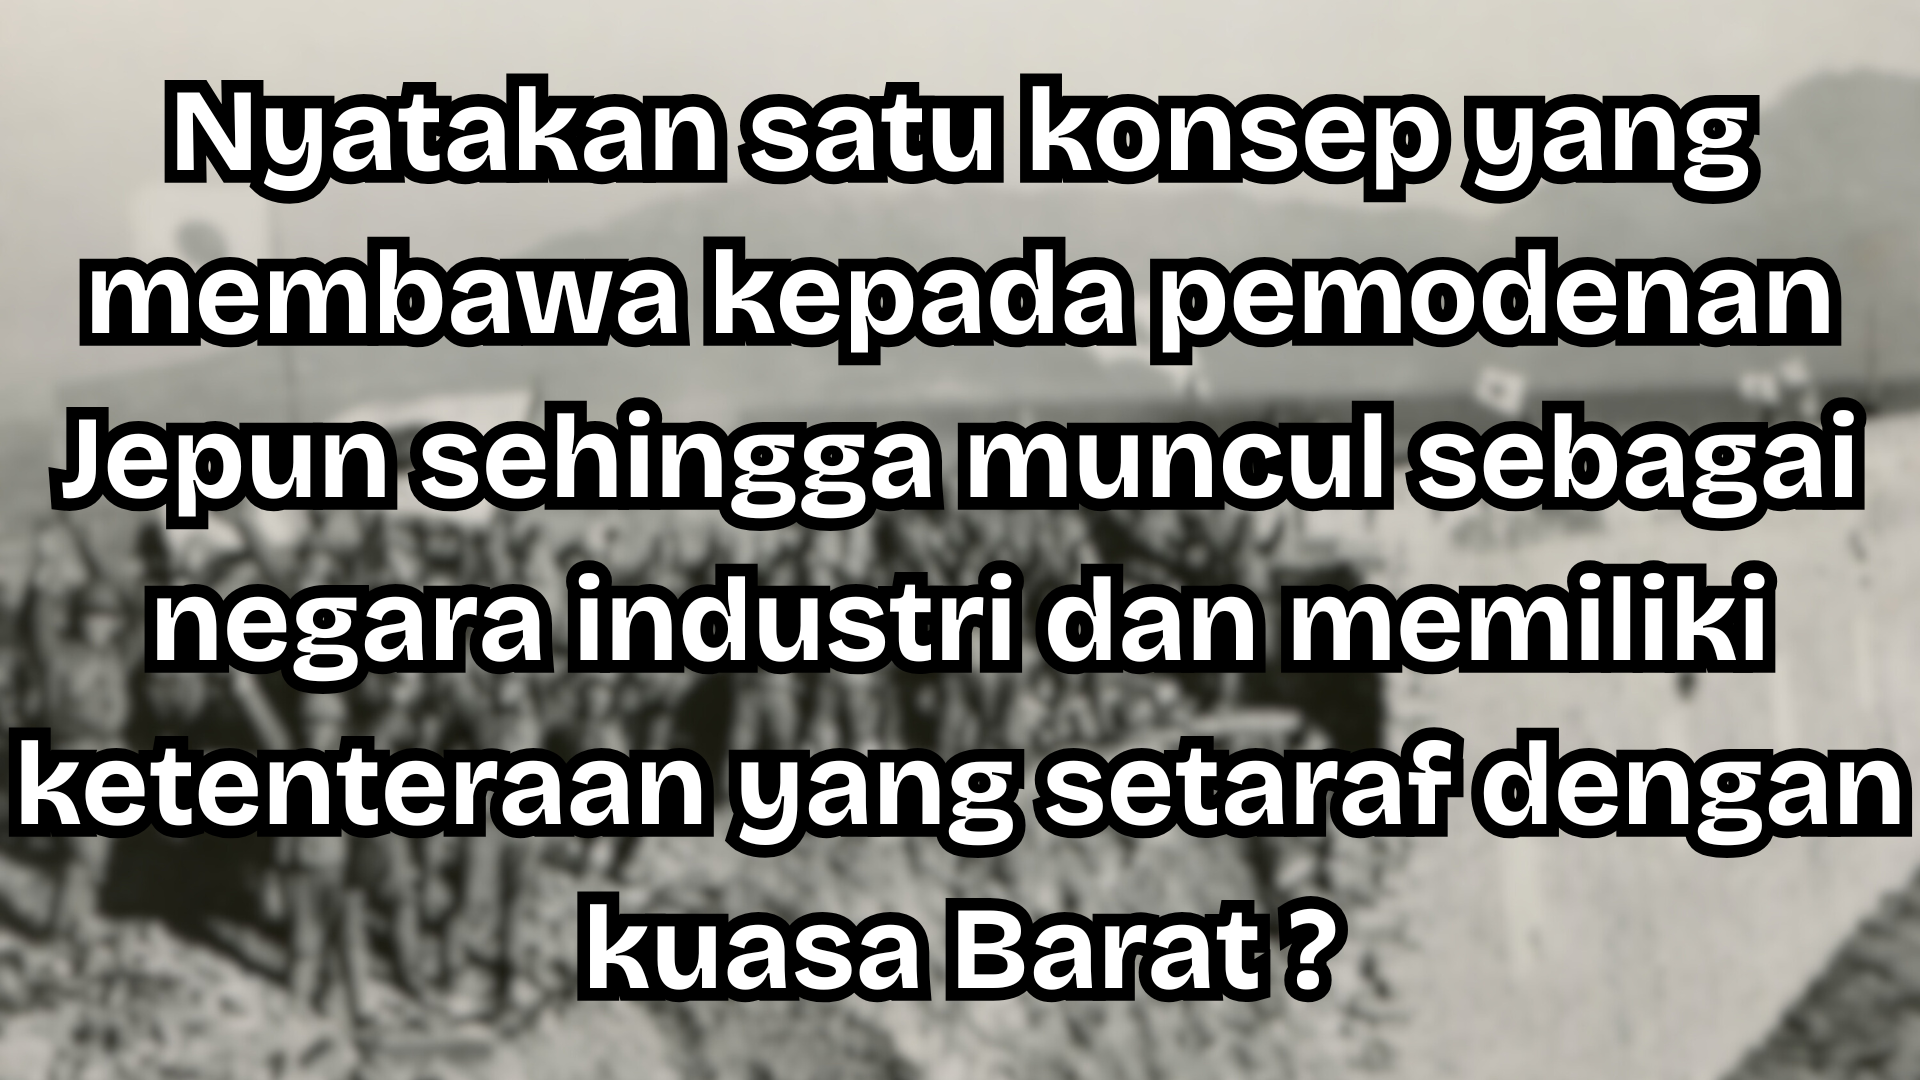 Nyatakan satu konsep yang
membawa kepada pemodenan
Jepun sehingga muncul sebagai
negara industri dan memiliki
ketenteraan yang setaraf dengan
kuasa Barat ?